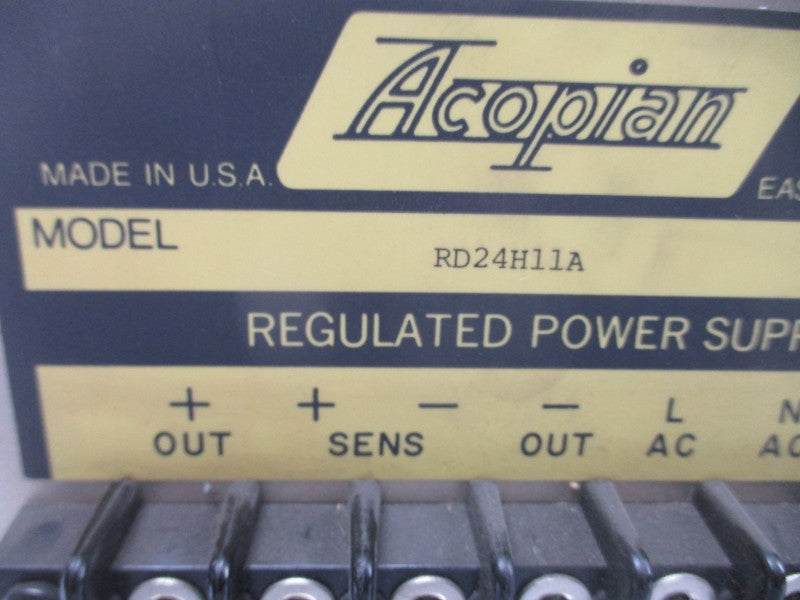 Acopian
MADE IN U.S.A.
MODEL RD24H11A
REGULATED POWER
+ + - - L
OUT SENS OUT AC